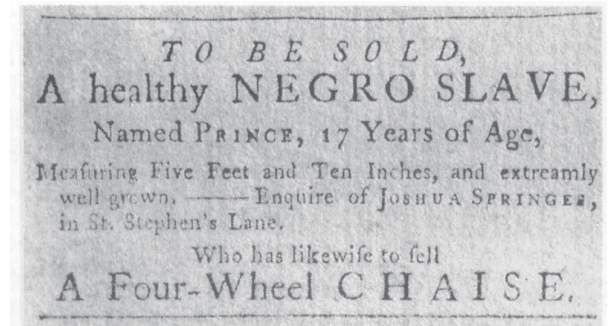 TO BE SOLD,
A healthy NEGRO SLAVE,
Named PRINCE, 17 Years of Age,
Meaſuring Five Feet and Ten Inches, and extreamly
well grown. —— Enquire of JOSHUA SPRINGER,
in St. Stephen's Lane.
Who has likewiſe to ſell
A Four-Wheel CHAISE.